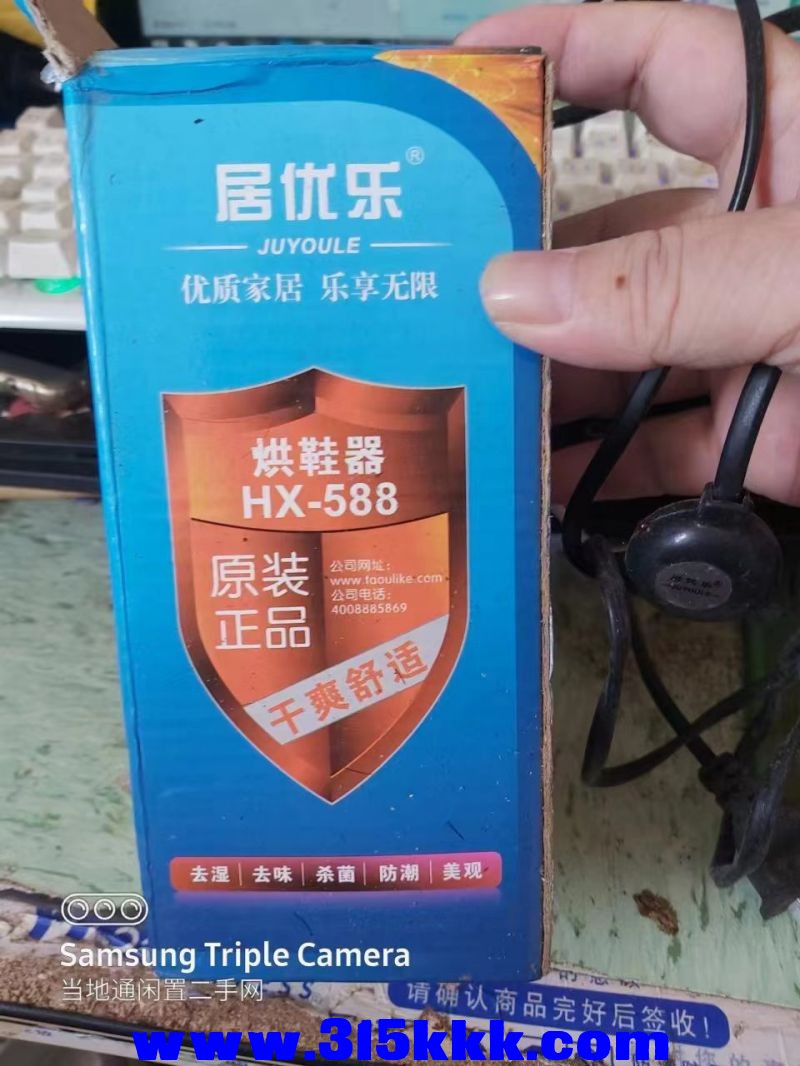 居优乐®
JUYOULE
优质家居 乐享无限
烘鞋器
HX-588
原装
正品
公司网址:
www.taoulike.com
公司电话:
4008885869
干爽舒适
去湿 | 去味 | 杀菌 | 防潮 | 美观
JUYOULE
Samsung Triple Camera
当地通闲置二手网
请确认商品完好后签收!
www.315kkk.com